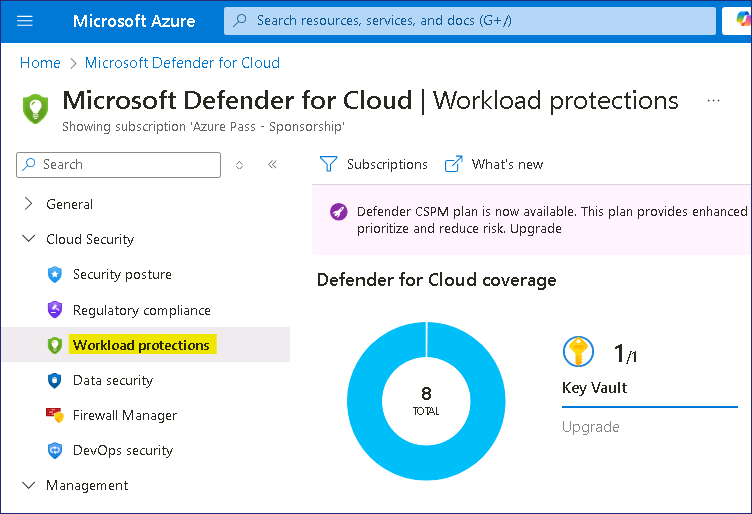 Microsoft Azure
Search resources, services, and docs (G+/)
Home > Microsoft Defender for Cloud
Microsoft Defender for Cloud | Workload protections ...
Showing subscription 'Azure Pass - Sponsorship'
Search
General
Cloud Security
Security posture
Regulatory compliance
Workload protections
Data security
Firewall Manager
DevOps security
Management
Subscriptions
What's new
Defender CSPM plan is now available. This plan provides enhanced
prioritize and reduce risk. Upgrade
Defender for Cloud coverage
8
TOTAL
1/1
Key Vault
Upgrade